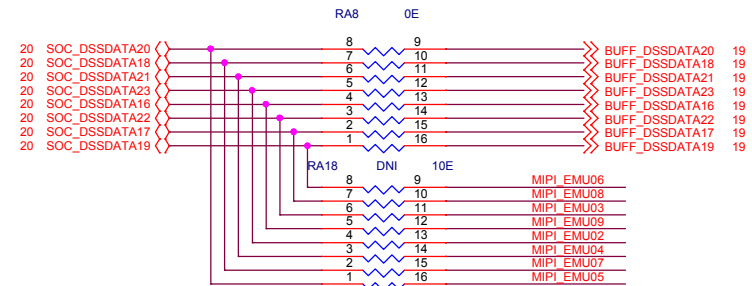 RA8 0E
20 SOC_DSSDATA20 8 9 BUFF_DSSDATA20 19
20 SOC_DSSDATA18 7 10 BUFF_DSSDATA18 19
20 SOC_DSSDATA21 6 11 BUFF_DSSDATA21 19
20 SOC_DSSDATA23 5 12 BUFF_DSSDATA23 19
20 SOC_DSSDATA16 4 13 BUFF_DSSDATA16 19
20 SOC_DSSDATA22 3 14 BUFF_DSSDATA22 19
20 SOC_DSSDATA17 2 15 BUFF_DSSDATA17 19
20 SOC_DSSDATA19 1 16 BUFF_DSSDATA19 19
RA18 DNI 10E
8 9 MIPI_EMU06
7 10 MIPI_EMU08
6 11 MIPI_EMU03
5 12 MIPI_EMU09
4 13 MIPI_EMU02
3 14 MIPI_EMU04
2 15 MIPI_EMU07
1 16 MIPI_EMU05